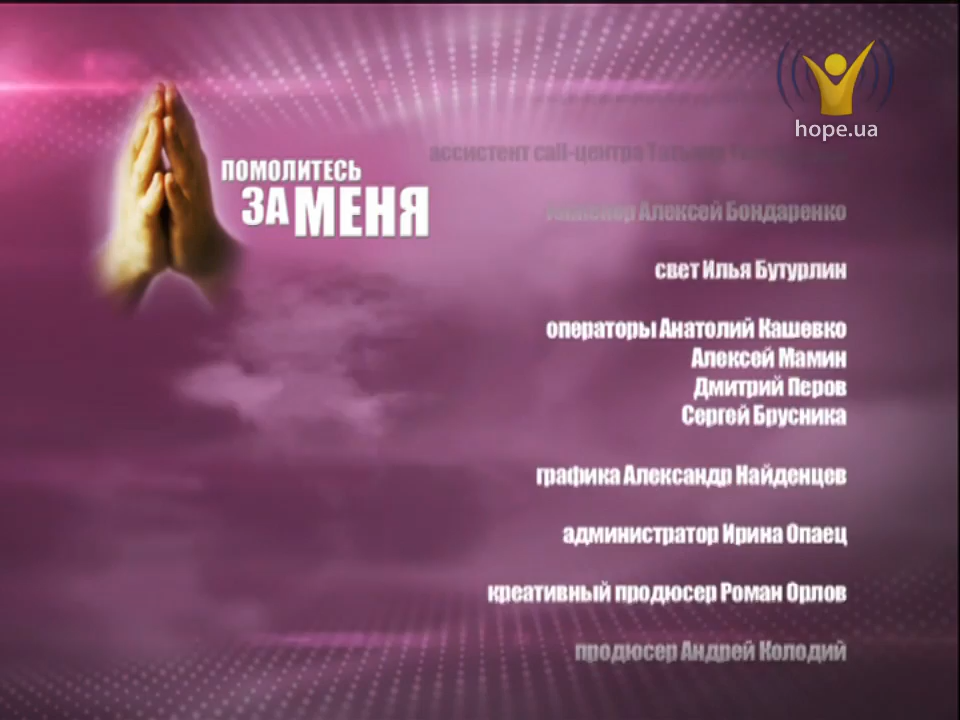 hope.ua
ПОМОЛИТЕСЬ
ЗА МЕНЯ
ассистент call-центра Татьяна
Алексей Бондаренко
свет Илья Бутурлин
операторы Анатолий Кашевко
Алексей Мамин
Дмитрий Перов
Сергей Брусника
графика Александр Найденцев
администратор Ирина Опаец
креативный продюсер Роман Орлов
продюсер Андрей Колодий